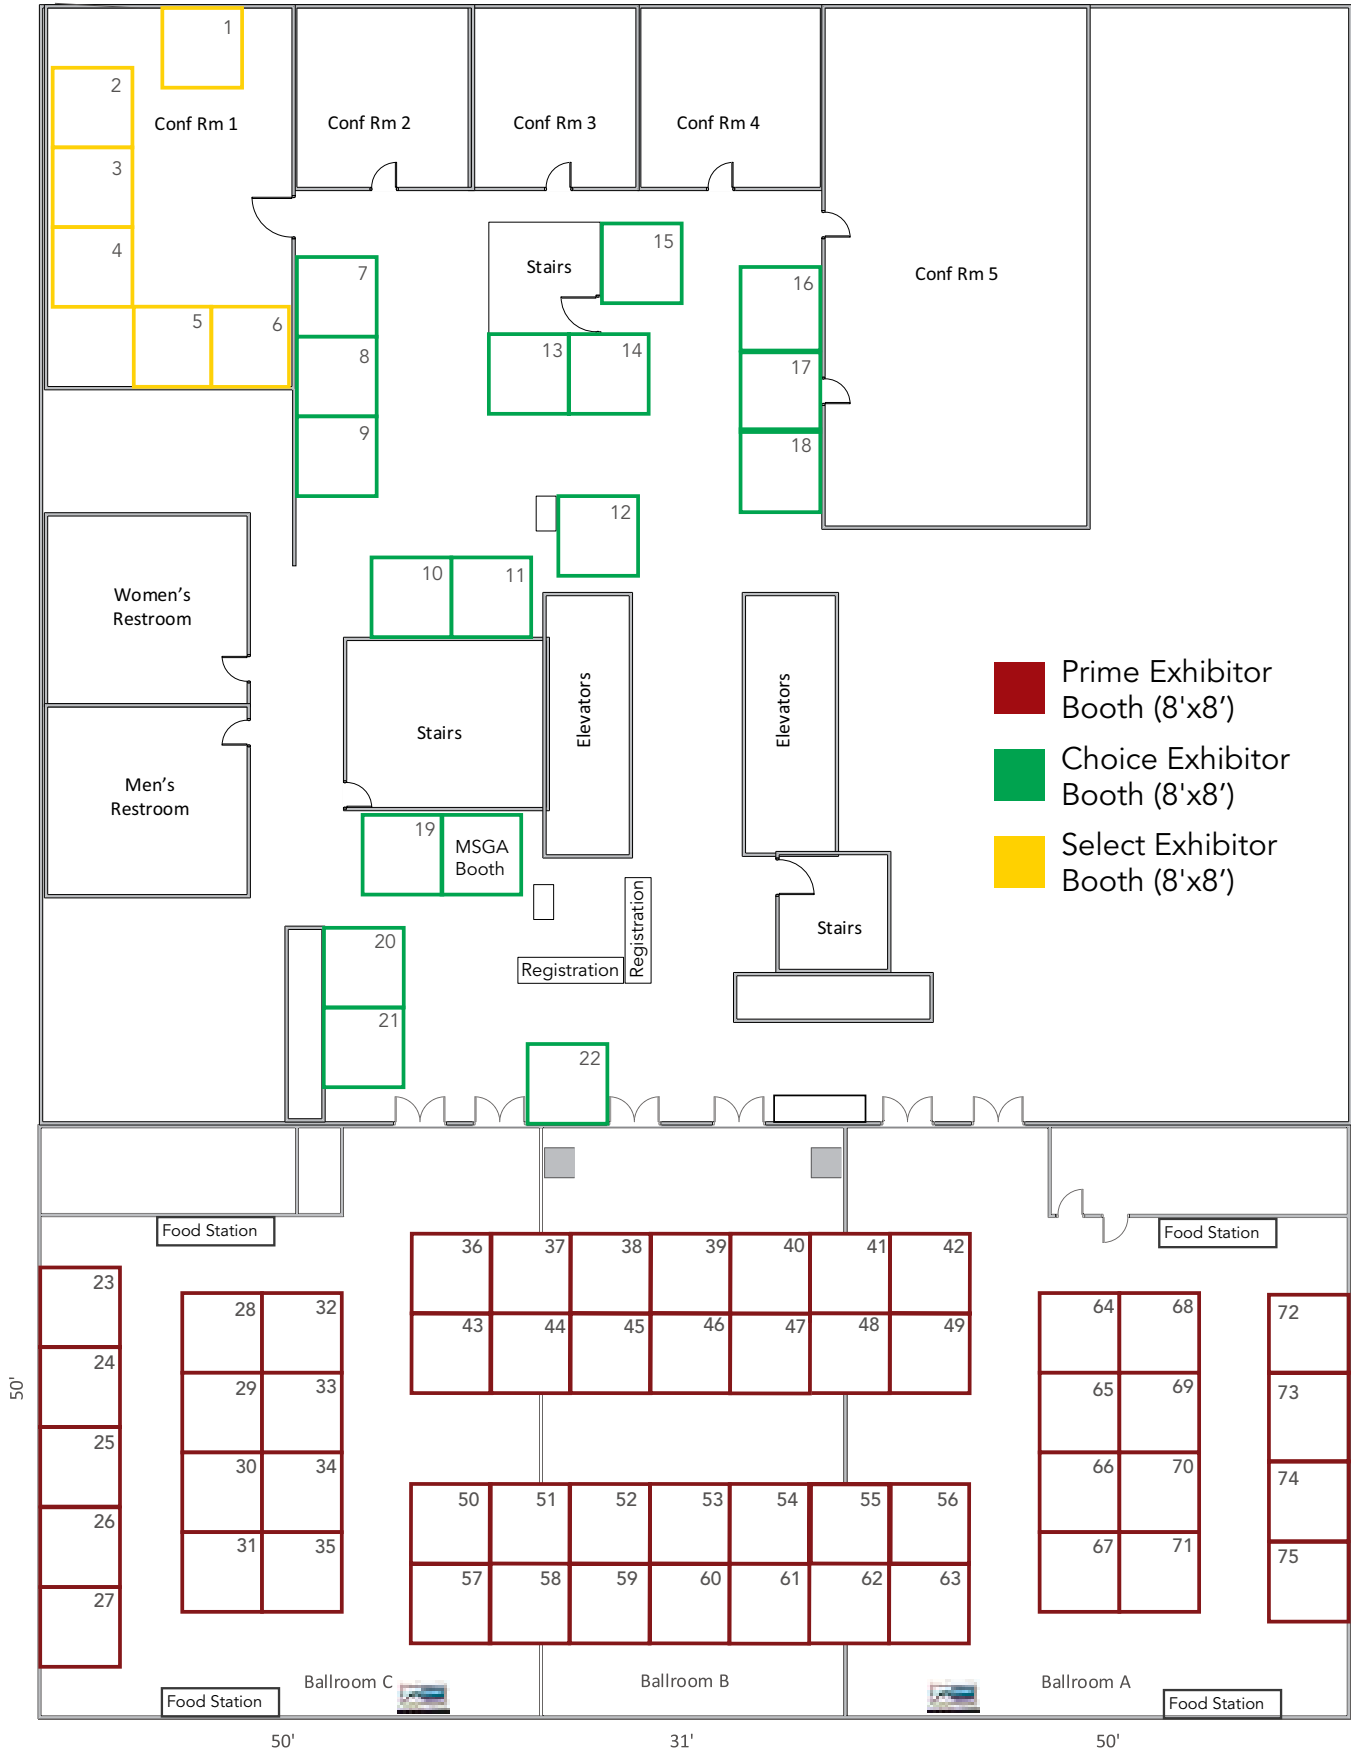 1
2
Conf Rm 1
Conf Rm 2
Conf Rm 3
Conf Rm 4
3
4
5
6
7
8
9
Stairs
15
13
14
16
17
18
Conf Rm 5
12
10
11
Women's
Restroom
Men's
Restroom
Stairs
Elevators
Elevators
Prime Exhibitor
Booth (8'x8')
Choice Exhibitor
Booth (8'x8')
Select Exhibitor
Booth (8'x8')
19
MSGA
Booth
Registration
Registration
Stairs
20
21
22
Food Station
Food Station
23
24
25
26
27
28
32
29
33
30
34
31
35
36
37
38
39
40
41
42
43
44
45
46
47
48
49
50
51
52
53
54
55
56
57
58
59
60
61
62
63
64
68
65
69
66
70
67
71
72
73
74
75
50'
Ballroom C
Ballroom B
Ballroom A
Food Station
Food Station
50'
31'
50'